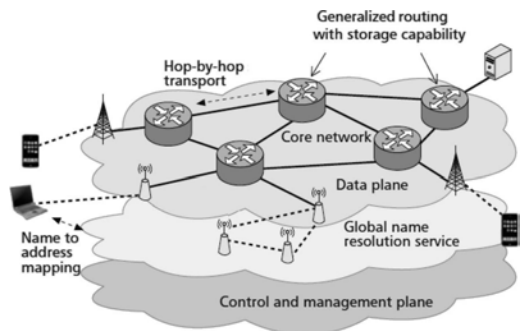 Generalized routing
with storage capability
Hop-by-hop
transport
Core network
Data plane
Global name
resolution service
Name to
address
mapping
Control and management plane